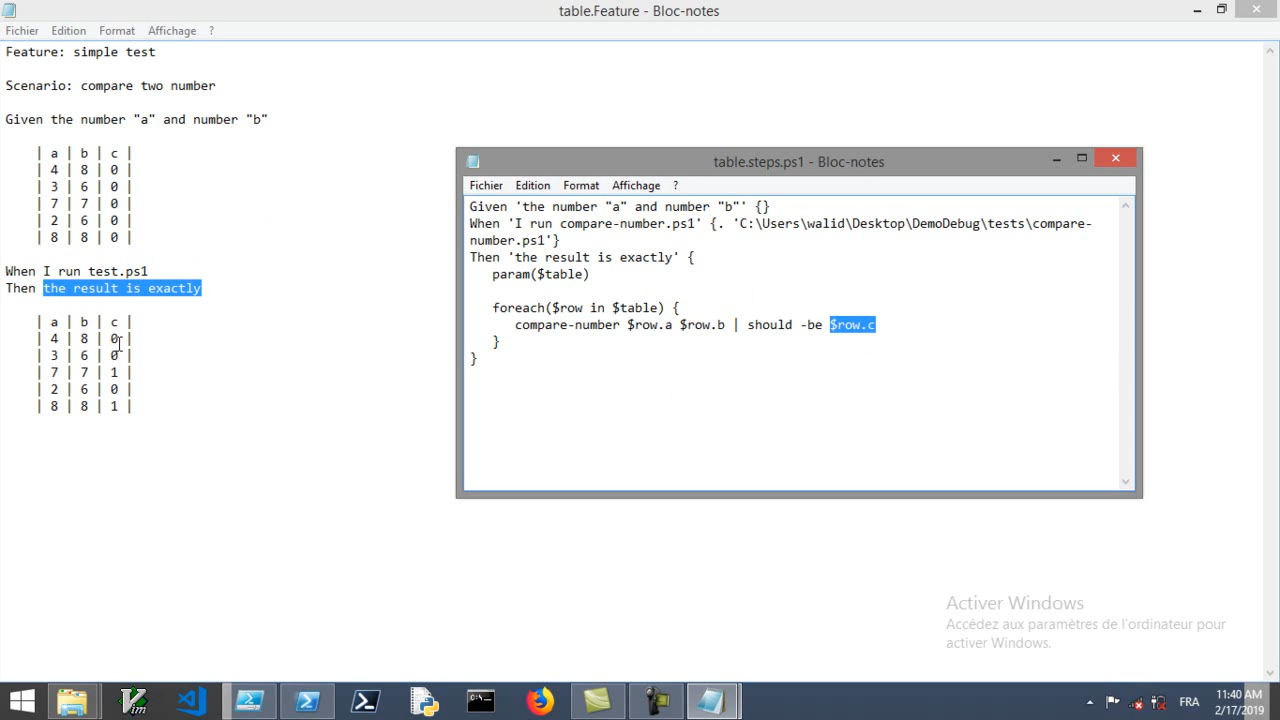 table.Feature - Bloc-notes
Fichier Edition Format Affichage ?
Feature: simple test
Scenario: compare two number
Given the number "a" and number "b"
| a | b | c |
| 4 | 8 | 0 |
| 3 | 6 | 0 |
| 7 | 7 | 0 |
| 2 | 6 | 0 |
| 8 | 8 | 0 |
When I run test.ps1
Then the result is exactly
| a | b | c |
| 4 | 8 | 0 |
| 3 | 6 | 0 |
| 7 | 7 | 1 |
| 2 | 6 | 0 |
| 8 | 8 | 1 |
table.steps.ps1 - Bloc-notes
Fichier Edition Format Affichage ?
Given 'the number "a" and number "b"' {}
When 'I run compare-number.ps1' {. 'C:\Users\walid\Desktop\DemoDebug\tests\compare-
number.ps1'}
Then 'the result is exactly' {
param($table)
foreach($row in $table) {
compare-number $row.a $row.b | should -be $row.c
}
}
Activer Windows
Accédez aux paramètres de l'ordinateur pour
activer Windows.
Vim
FRA
11:40 AM
2/17/2019